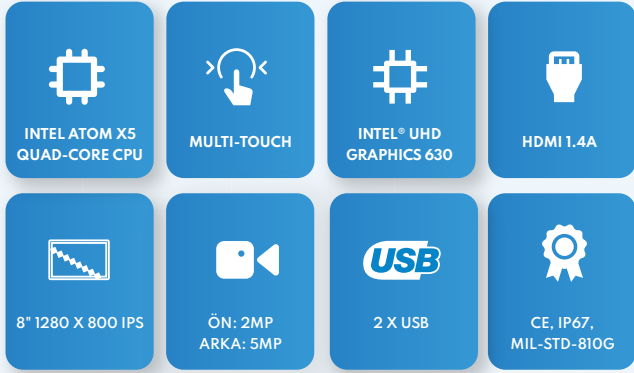 INTEL ATOM X5
QUAD-CORE CPU
MULTI-TOUCH
INTEL® UHD
GRAPHICS 630
HDMI 1.4A
8" 1280 X 800 IPS
ÖN: 2MP
ARKA: 5MP
USB
2 X USB
CE, IP67,
MIL-STD-810G